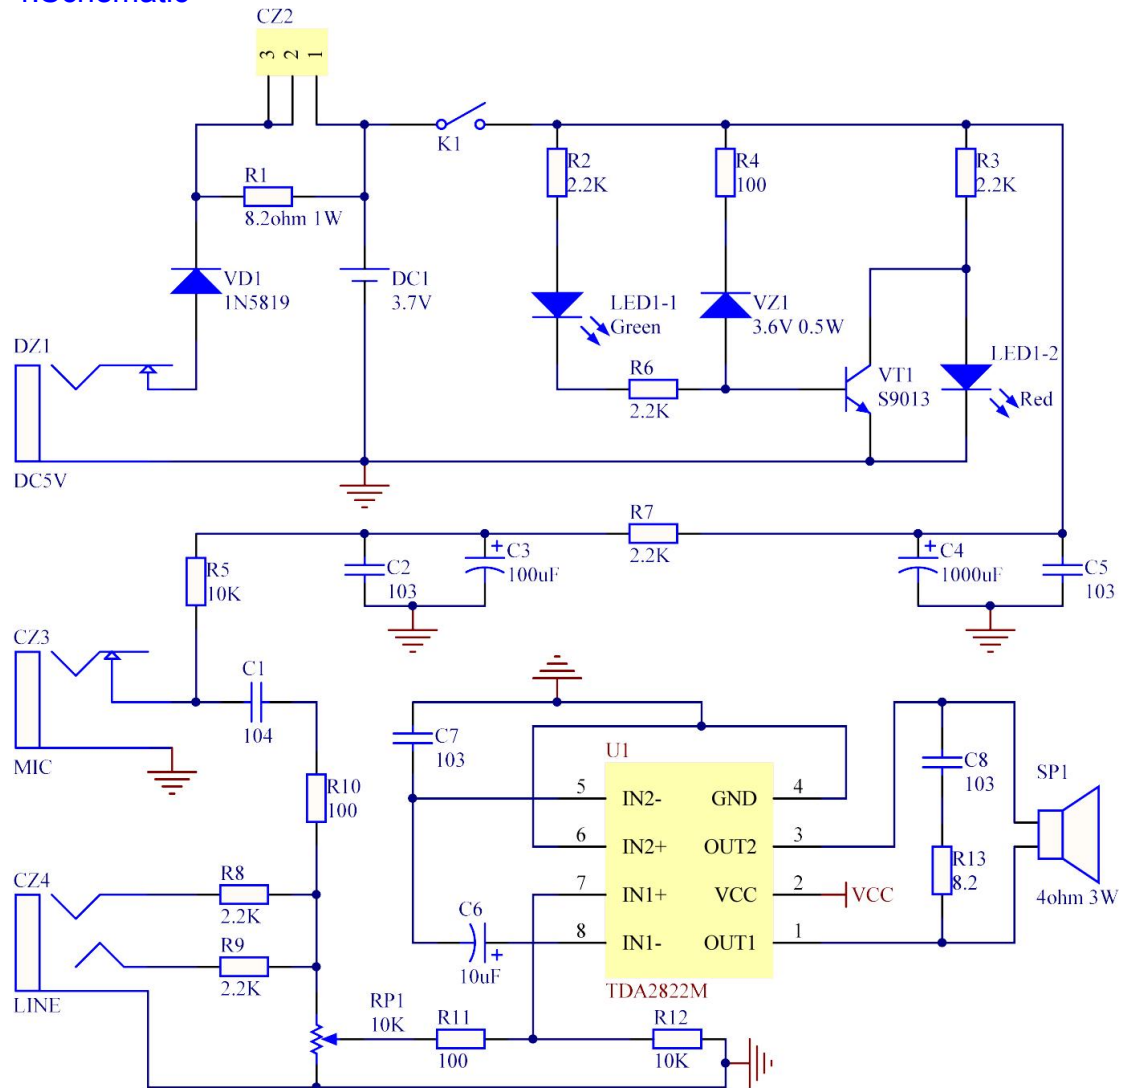 CZ2
3 2 1
K1
R1
8.2ohm 1W
R2
2.2K
R4
100
R3
2.2K
VD1
1N5819
DC1
3.7V
LED1-1
Green
VZ1
3.6V 0.5W
DZ1
DC5V
R6
2.2K
VT1
S9013
LED1-2
Red
R7
2.2K
R5
10K
C2
103
+
C3
100uF
+
C4
1000uF
C5
103
CZ3
MIC
C1
104
R10
100
C7
103
U1
5 IN2- GND 4
6 IN2+ OUT2 3
7 IN1+ VCC 2 VCC
8 IN1- OUT1 1
TDA2822M
C8
103
R13
8.2
SP1
4ohm 3W
CZ4
LINE
R8
2.2K
R9
2.2K
C6
+
10uF
RP1
10K
R11
100
R12
10K